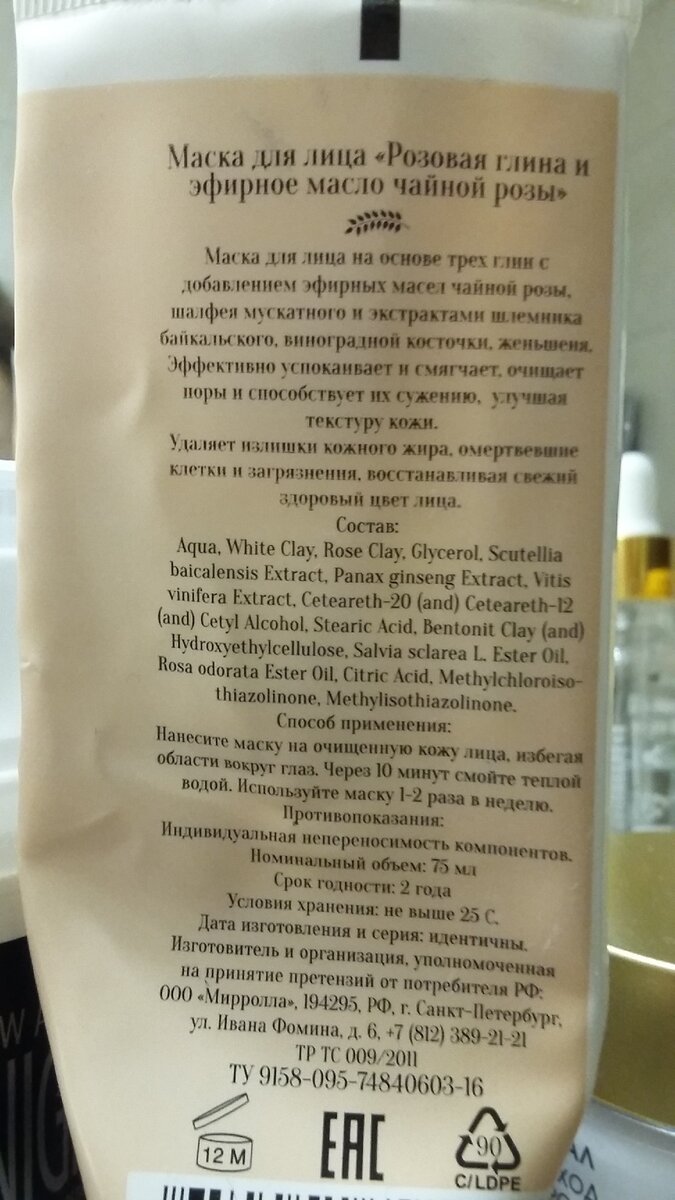 Маска для лица «Розовая глина и
эфирное масло чайной розы»
Маска для лица на основе трех глин с
добавлением эфирных масел чайной розы,
шалфея мускатного и экстрактами шлемника
байкальского, виноградной косточки, женьшеня.
Эффективно успокаивает и смягчает, очищает
поры и способствует их сужению, улучшая
текстуру кожи.
Удаляет излишки кожного жира, омертвевшие
клетки и загрязнения, восстанавливая свежий
здоровый цвет лица.
Состав:
Aqua, White Clay, Rose Clay, Glycerol, Scutellia
baicalensis Extract, Panax ginseng Extract, Vitis
vinifera Extract, Ceteareth-20 (and) Ceteareth-12
(and) Cetyl Alcohol, Stearic Acid, Bentonit Clay (and)
Hydroxyethylcellulose, Salvia sclarea L. Ester Oil,
Rosa odorata Ester Oil, Citric Acid, Methylchloroiso-
thiazolinone, Methylisothiazolinone.
Способ применения:
Нанесите маску на очищенную кожу лица, избегая
области вокруг глаз. Через 10 минут смойте теплой
водой. Используйте маску 1-2 раза в неделю.
Противопоказания:
Индивидуальная непереносимость компонентов.
Номинальный объем: 75 мл
Срок годности: 2 года
Условия хранения: не выше 25 С.
Дата изготовления и серия: идентичны.
Изготовитель и организация, уполномоченная
на принятие претензий от потребителя РФ:
ООО «Мирролла», 194295, РФ, г. Санкт-Петербург,
ул. Ивана Фомина, д. 6, +7 (812) 389-21-21
ТР ТС 009/2011
ТУ 9158-095-74840603-16
12 М
EAC
90
C/LDPE